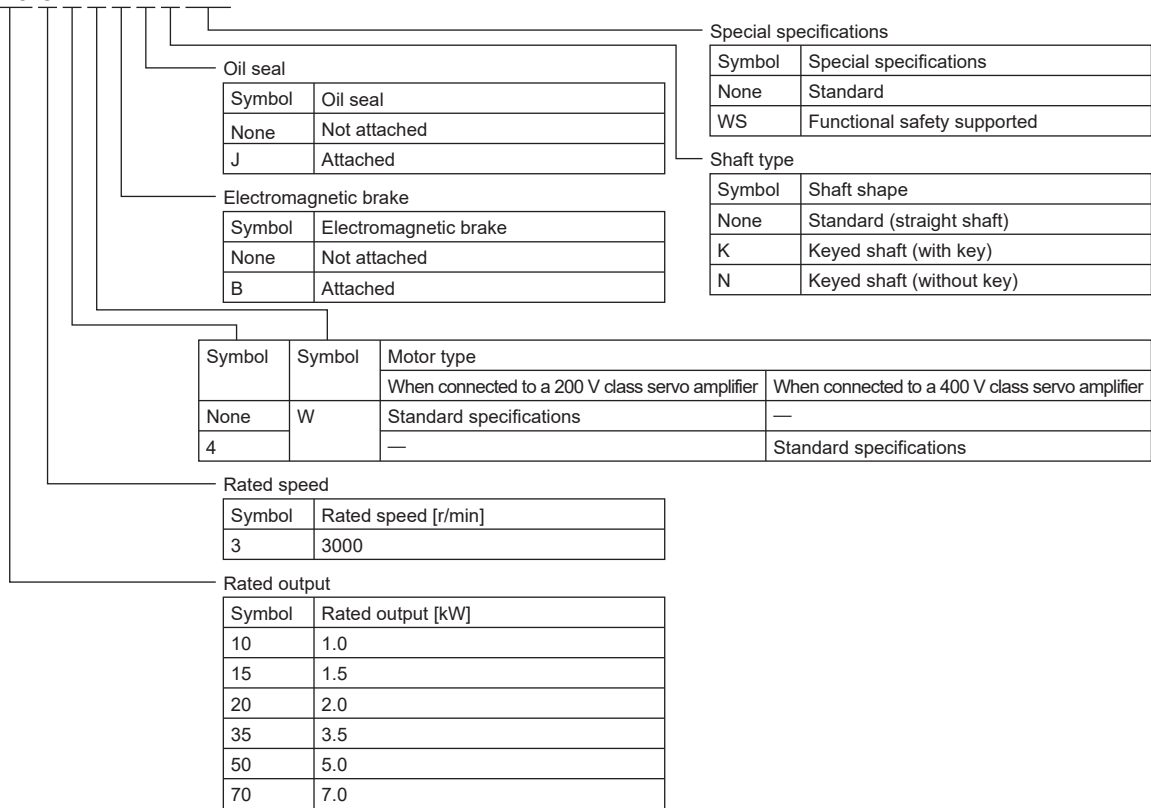 Special specifications
Symbol Special specifications
None Standard
WS Functional safety supported
Oil seal
Symbol Oil seal
None Not attached
J Attached
Shaft type
Symbol Shaft shape
None Standard (straight shaft)
K Keyed shaft (with key)
N Keyed shaft (without key)
Electromagnetic brake
Symbol Electromagnetic brake
None Not attached
B Attached
Symbol Symbol Motor type
When connected to a 200 V class servo amplifier When connected to a 400 V class servo amplifier
None W Standard specifications —
4 — Standard specifications
Rated speed
Symbol Rated speed [r/min]
3 3000
Rated output
Symbol Rated output [kW]
10 1.0
15 1.5
20 2.0
35 3.5
50 5.0
70 7.0